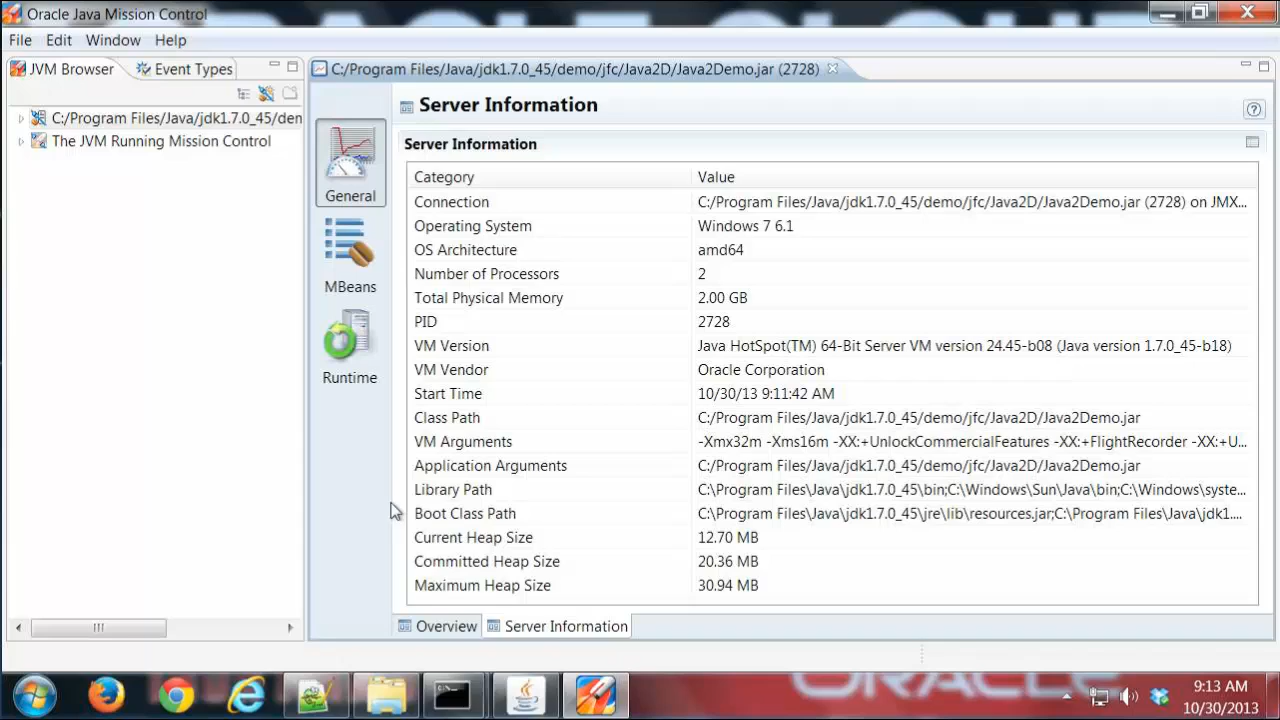 Oracle Java Mission Control
File Edit Window Help
JVM Browser Event Types
C:/Program Files/Java/jdk1.7.0_45/demo/jfc/Java2D/Java2Demo.jar (2728)
C:/Program Files/Java/jdk1.7.0_45/den
The JVM Running Mission Control
General
MBeans
Runtime
Server Information
Server Information
Category Value
Connection C:/Program Files/Java/jdk1.7.0_45/demo/jfc/Java2D/Java2Demo.jar (2728) on JMX...
Operating System Windows 7 6.1
OS Architecture amd64
Number of Processors 2
Total Physical Memory 2.00 GB
PID 2728
VM Version Java HotSpot(TM) 64-Bit Server VM version 24.45-b08 (Java version 1.7.0_45-b18)
VM Vendor Oracle Corporation
Start Time 10/30/13 9:11:42 AM
Class Path C:/Program Files/Java/jdk1.7.0_45/demo/jfc/Java2D/Java2Demo.jar
VM Arguments -Xmx32m -Xms16m -XX:+UnlockCommercialFeatures -XX:+FlightRecorder -XX:+U...
Application Arguments C:/Program Files/Java/jdk1.7.0_45/demo/jfc/Java2D/Java2Demo.jar
Library Path C:\Program Files\Java\jdk1.7.0_45\bin;C:\Windows\Sun\Java\bin;C:\Windows\syste...
Boot Class Path C:\Program Files\Java\jdk1.7.0_45\jre\lib\resources.jar;C:\Program Files\Java\jdk1....
Current Heap Size 12.70 MB
Committed Heap Size 20.36 MB
Maximum Heap Size 30.94 MB
Overview Server Information
9:13 AM
10/30/2013